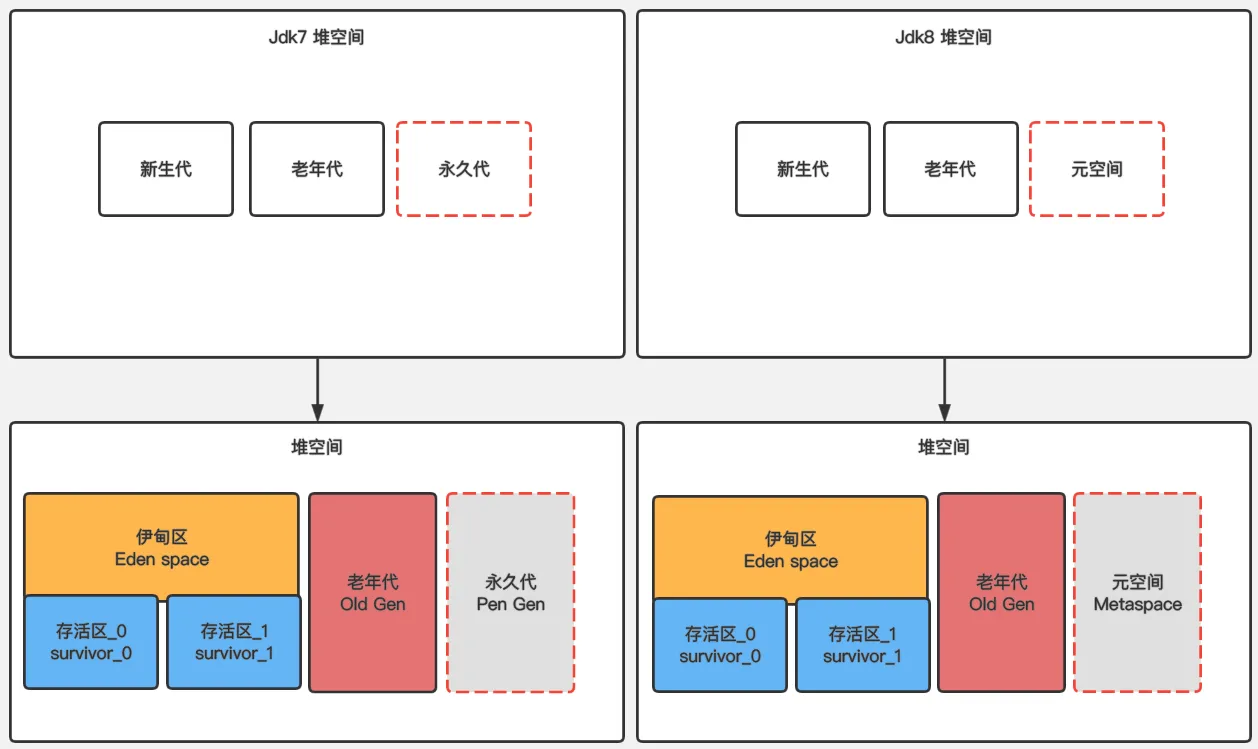 Jdk7 堆空间
新生代
老年代
永久代
Jdk8 堆空间
新生代
老年代
元空间
堆空间
伊甸区
Eden space
存活区_0
survivor_0
存活区_1
survivor_1
老年代
Old Gen
永久代
Pen Gen
堆空间
伊甸区
Eden space
存活区_0
survivor_0
存活区_1
survivor_1
老年代
Old Gen
元空间
Metaspace